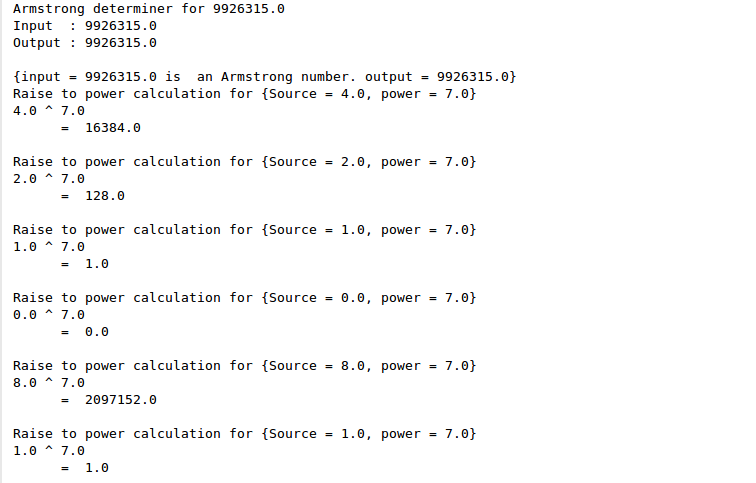 Armstrong determiner for 9926315.0
Input  : 9926315.0
Output : 9926315.0
{input = 9926315.0 is  an Armstrong number. output = 9926315.0}
Raise to power calculation for {Source = 4.0, power = 7.0}
4.0 ^ 7.0
      =  16384.0
Raise to power calculation for {Source = 2.0, power = 7.0}
2.0 ^ 7.0
      =  128.0
Raise to power calculation for {Source = 1.0, power = 7.0}
1.0 ^ 7.0
      =  1.0
Raise to power calculation for {Source = 0.0, power = 7.0}
0.0 ^ 7.0
      =  0.0
Raise to power calculation for {Source = 8.0, power = 7.0}
8.0 ^ 7.0
      =  2097152.0
Raise to power calculation for {Source = 1.0, power = 7.0}
1.0 ^ 7.0
      =  1.0